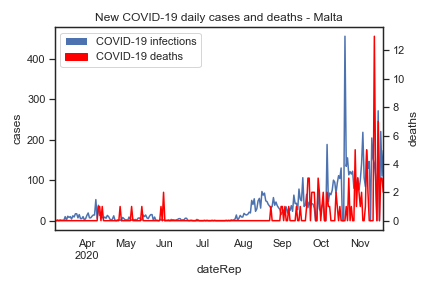 New COVID-19 daily cases and deaths - Malta
COVID-19 infections
COVID-19 deaths
400
300
200
100
0
cases
12
10
8
6
4
2
0
deaths
Apr May Jun Jul Aug Sep Oct Nov
2020
dateRep